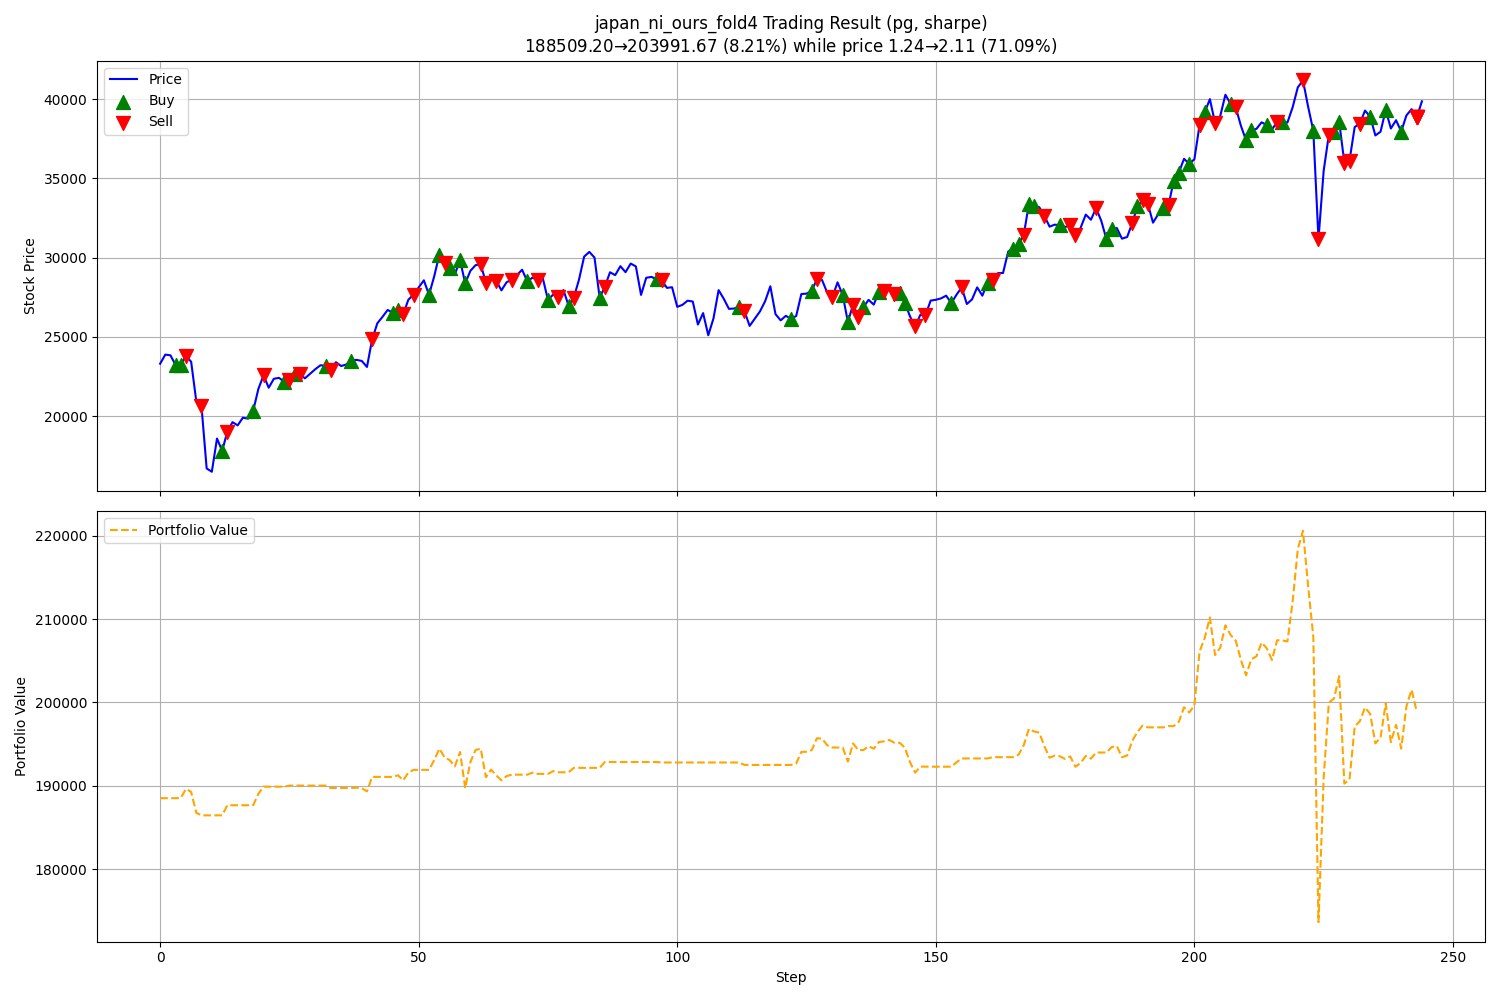 japan_ni_ours_fold4 Trading Result (pg, sharpe)
188509.20→203991.67 (8.21%) while price 1.24→2.11 (71.09%)
Price
Buy
Sell
Stock Price
40000
35000
30000
25000
20000
Portfolio Value
Portfolio Value
220000
210000
200000
190000
180000
0
50
100
150
200
250
Step